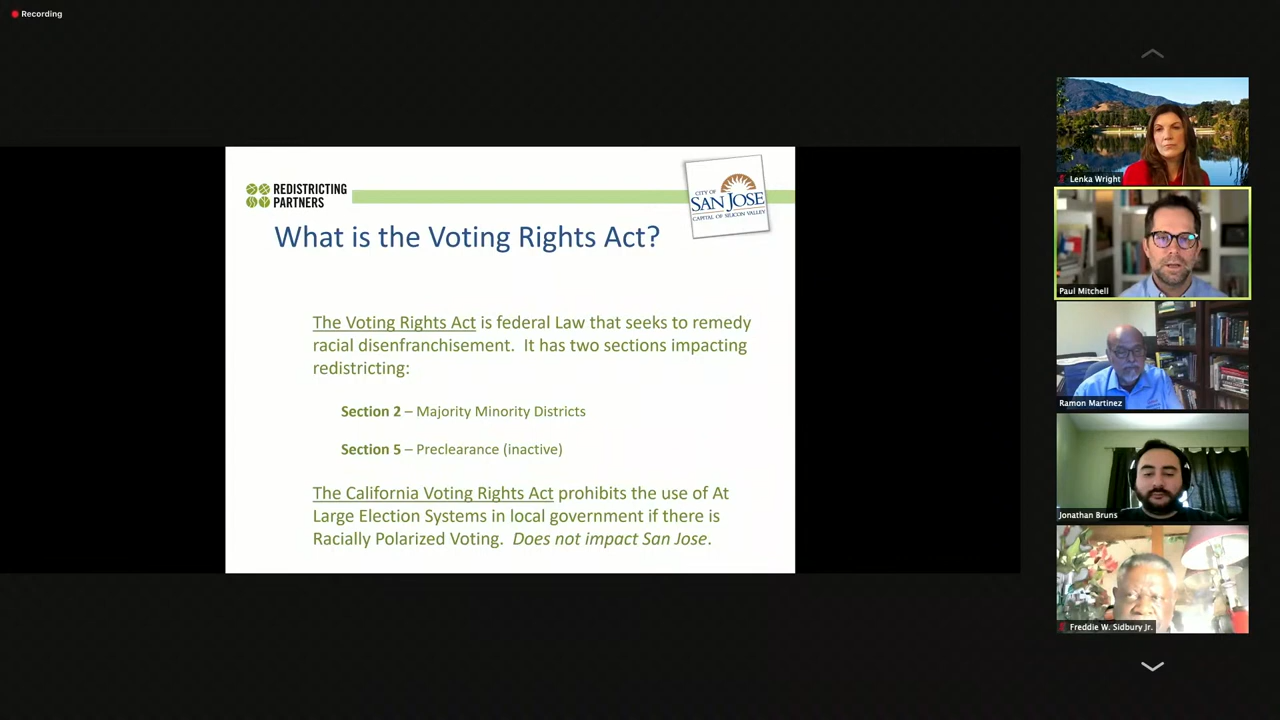 Recording
REDISTRICTING
PARTNERS
CITY OF
SAN JOSE
CAPITAL OF SILICON VALLEY
What is the Voting Rights Act?
The Voting Rights Act is federal Law that seeks to remedy
racial disenfranchisement.  It has two sections impacting
redistricting:
Section 2 – Majority Minority Districts
Section 5 – Preclearance (inactive)
The California Voting Rights Act prohibits the use of At
Large Election Systems in local government if there is
Racially Polarized Voting.  Does not impact San Jose.
Lenka Wright
Paul Mitchell
Ramon Martinez
Jonathan Bruns
Freddie W. Sidbury Jr.